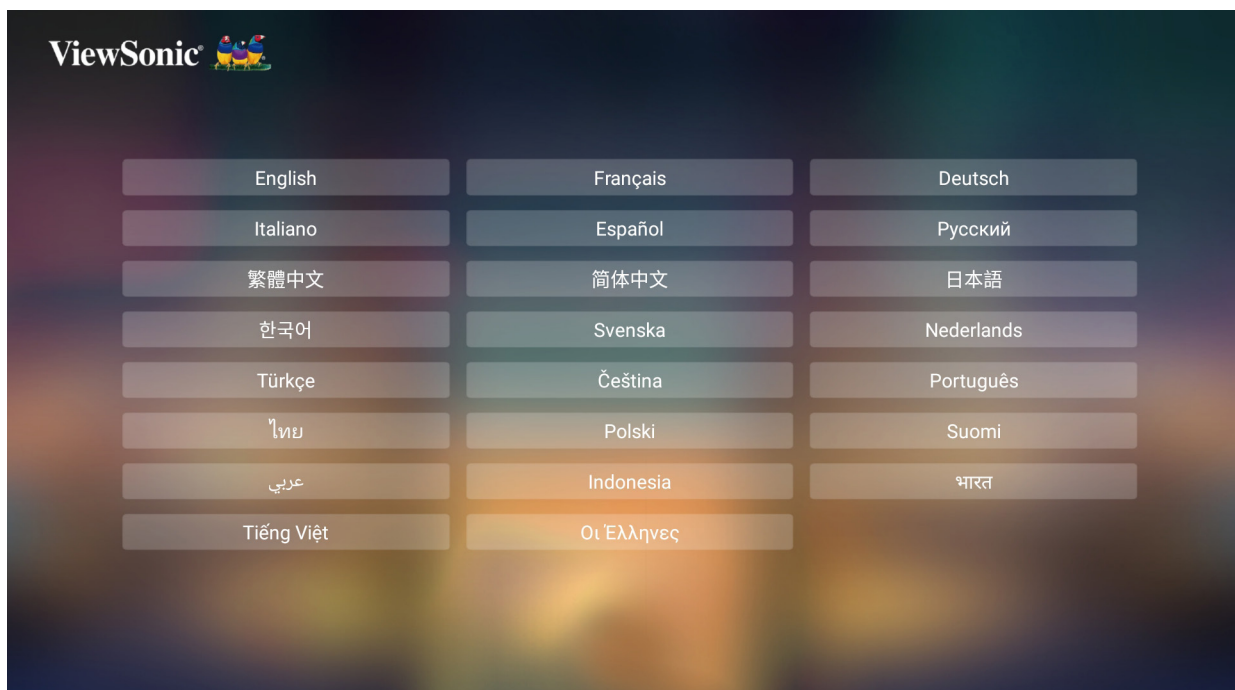 ViewSonic®
English Français Deutsch
Italiano Español Русский
繁體中文 简体中文 日本語
한국어 Svenska Nederlands
Türkçe Čeština Português
ไทย Polski Suomi
عربي Indonesia भारत
Tiếng Việt Οι Έλληνες